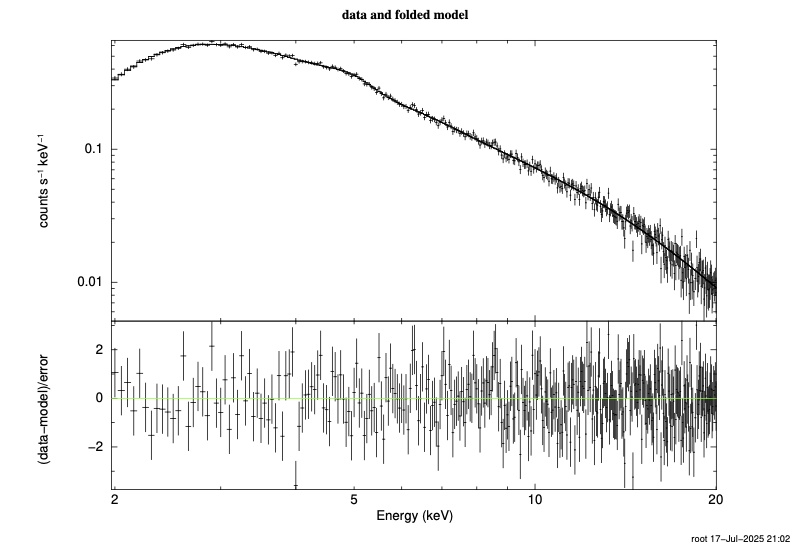 data and folded model
counts s⁻¹ keV⁻¹
0.1
0.01
(data−model)/error
2
0
−2
2 5 10 20
Energy (keV)
root 17−Jul−2025 21:02